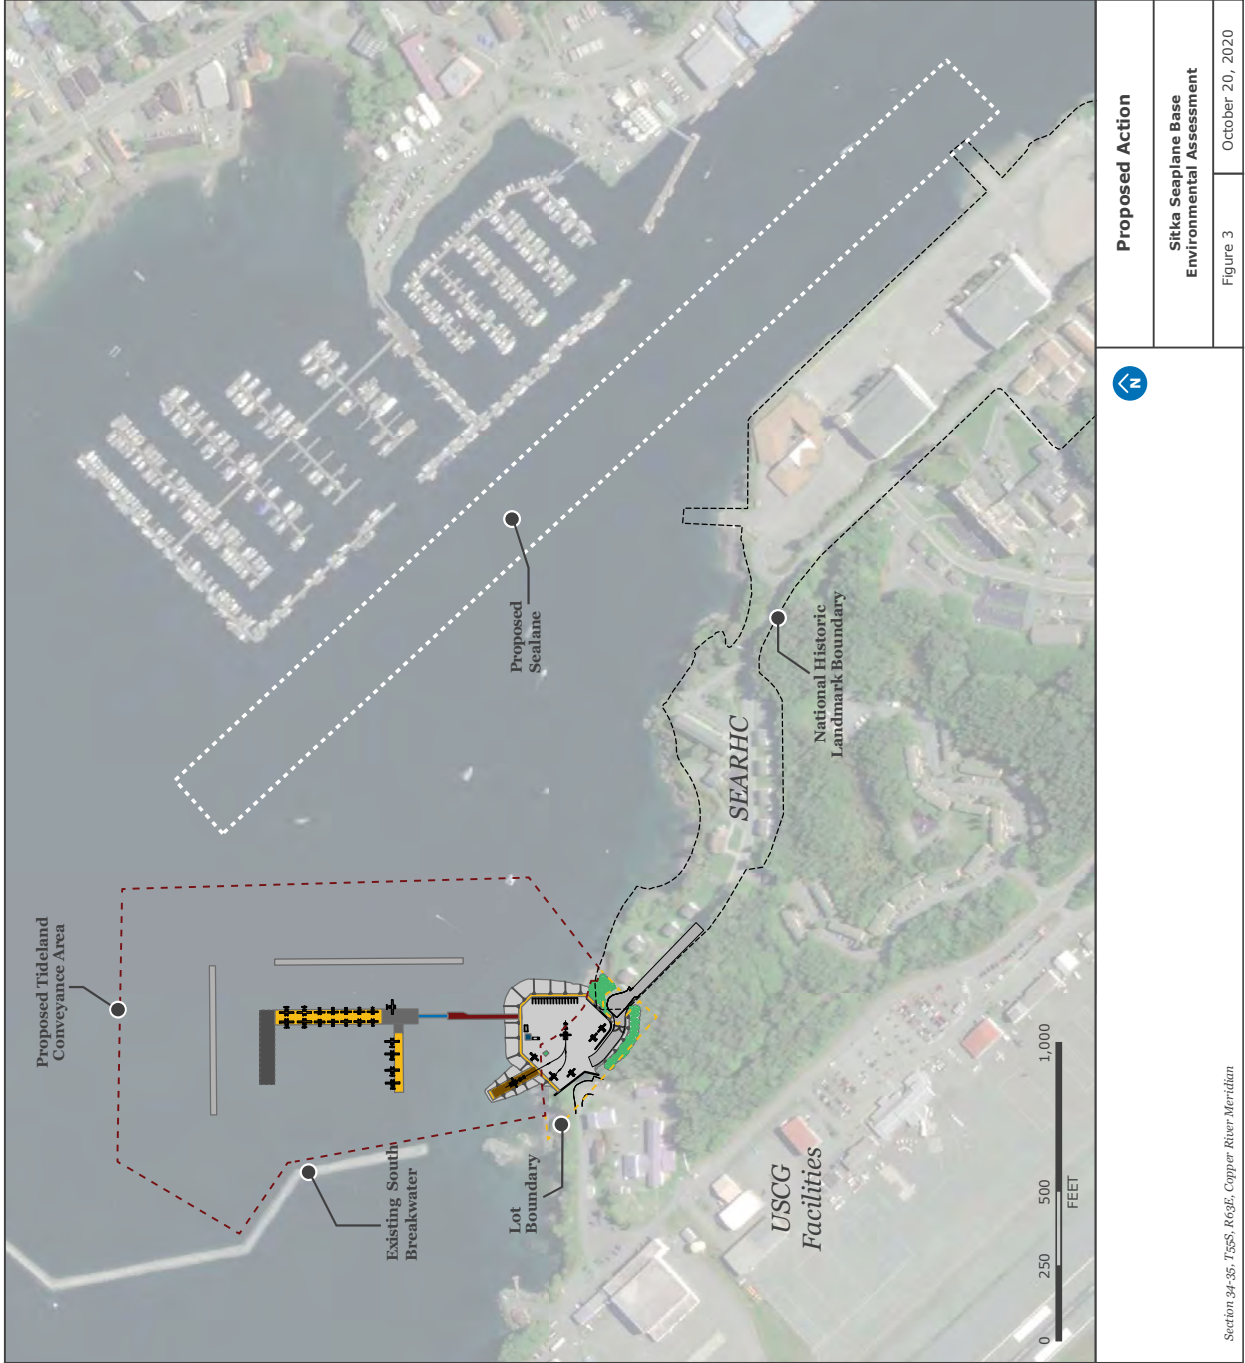 Proposed Tideland
Conveyance Area
Existing South
Breakwater
Lot
Boundary
USCG
Facilities
SEARHC
Proposed
Sealane
National Historic
Landmark Boundary
0
250
500
1,000
FEET
Section 34-35, T55S, R63E, Copper River Meridian
N
Proposed Action
Sitka Seaplane Base
Environmental Assessment
Figure 3
October 20, 2020